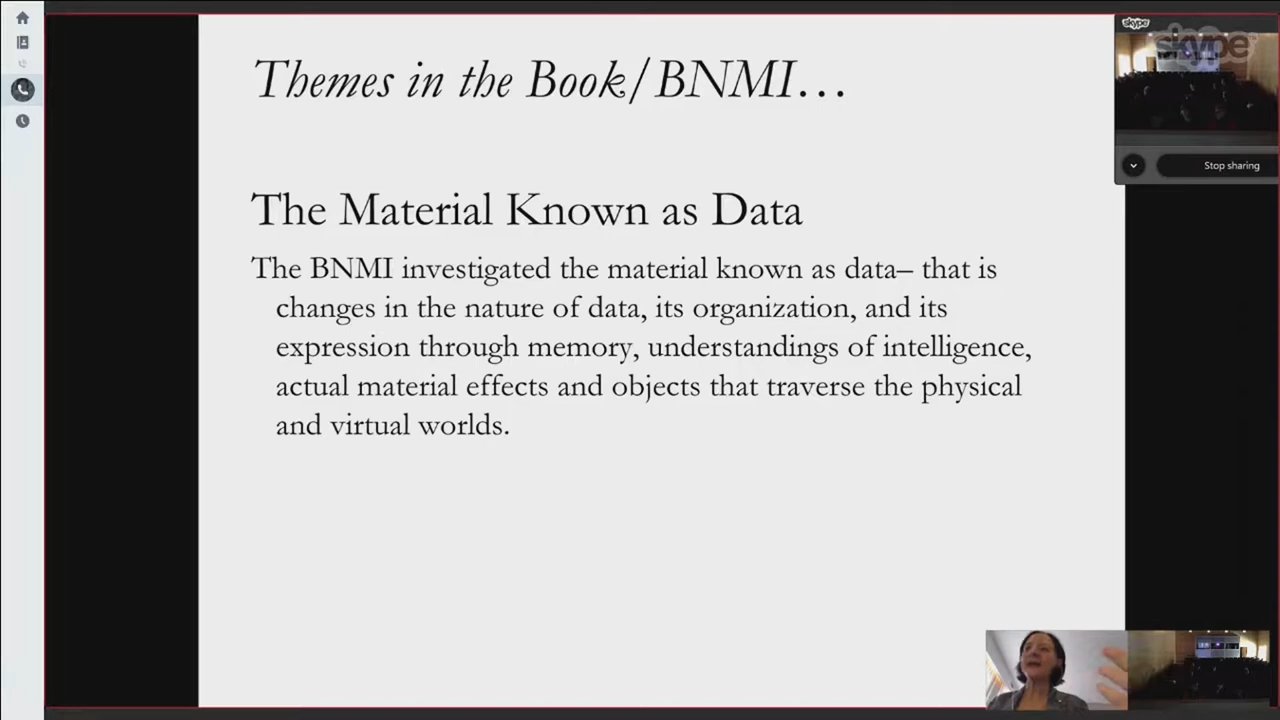 Themes in the Book/BNMI…
skype
skype
Stop sharing
The Material Known as Data
The BNMI investigated the material known as data– that is
changes in the nature of data, its organization, and its
expression through memory, understandings of intelligence,
actual material effects and objects that traverse the physical
and virtual worlds.